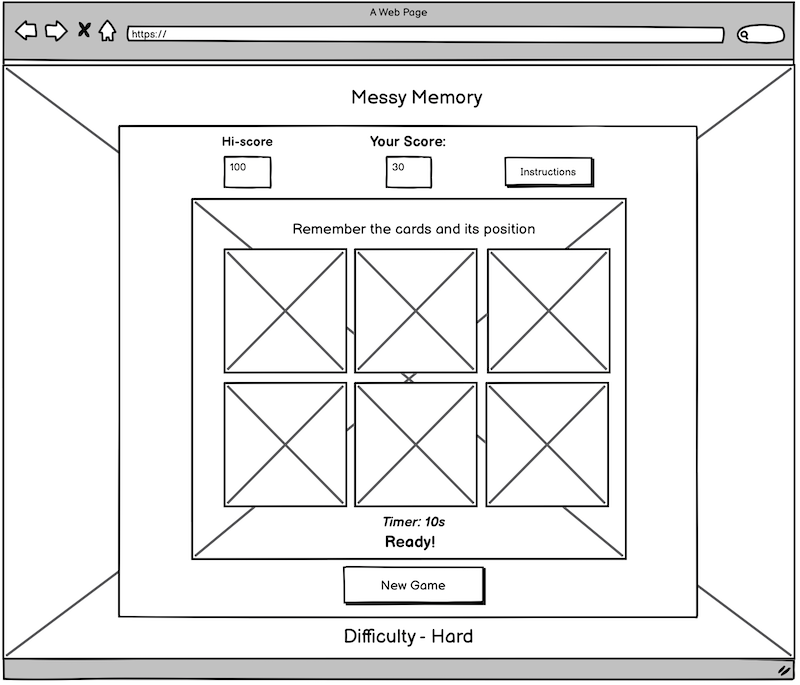 A Web Page
https://
Messy Memory
Hi-score
Your Score:
100
30
Instructions
Remember the cards and its position
Timer: 10s
Ready!
New Game
Difficulty - Hard